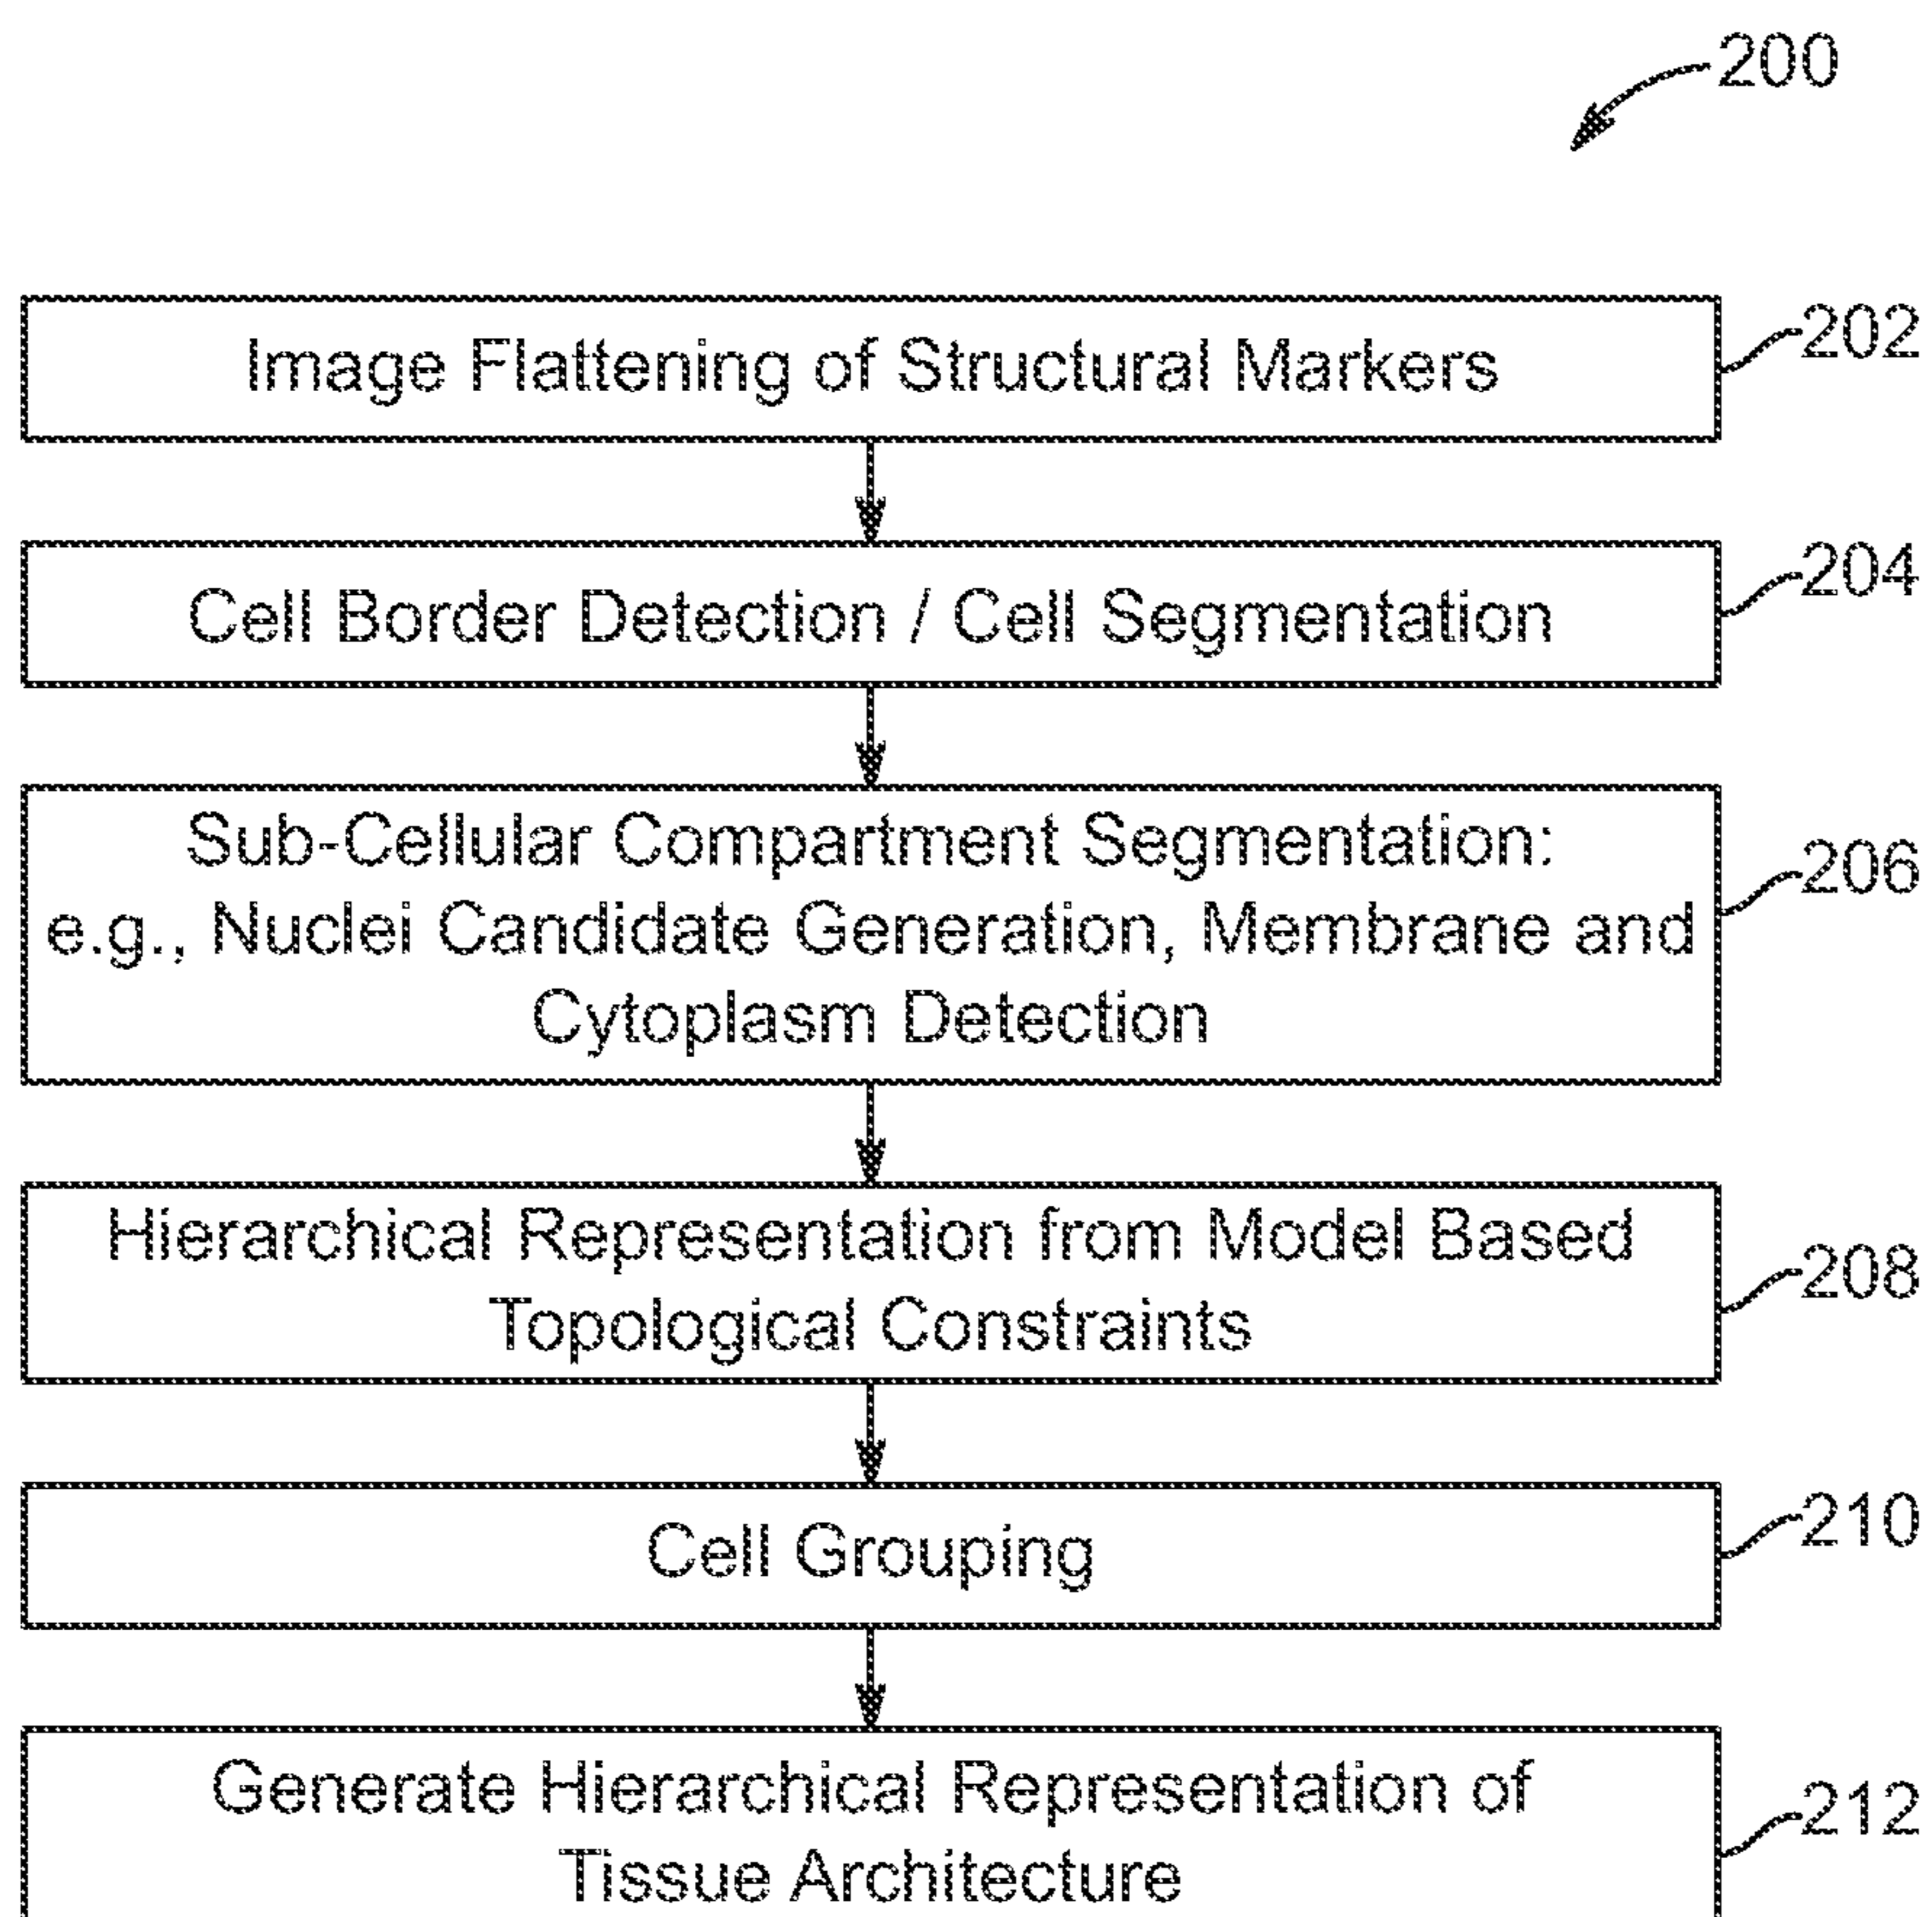 200
Image Flattening of Structural Markers
202
Cell Border Detection / Cell Segmentation
204
Sub-Cellular Compartment Segmentation:
e.g., Nuclei Candidate Generation, Membrane and
Cytoplasm Detection
206
Hierarchical Representation from Model Based
Topological Constraints
208
Cell Grouping
210
Generate Hierarchical Representation of
Tissue Architecture
212